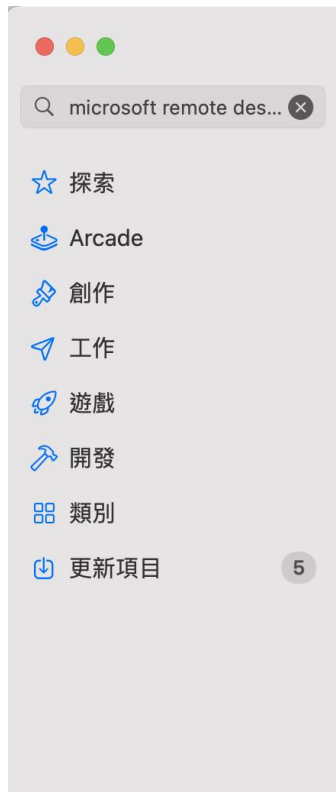 microsoft remote des...
探索
Arcade
創作
工作
遊戲
開發
類別
更新項目 5